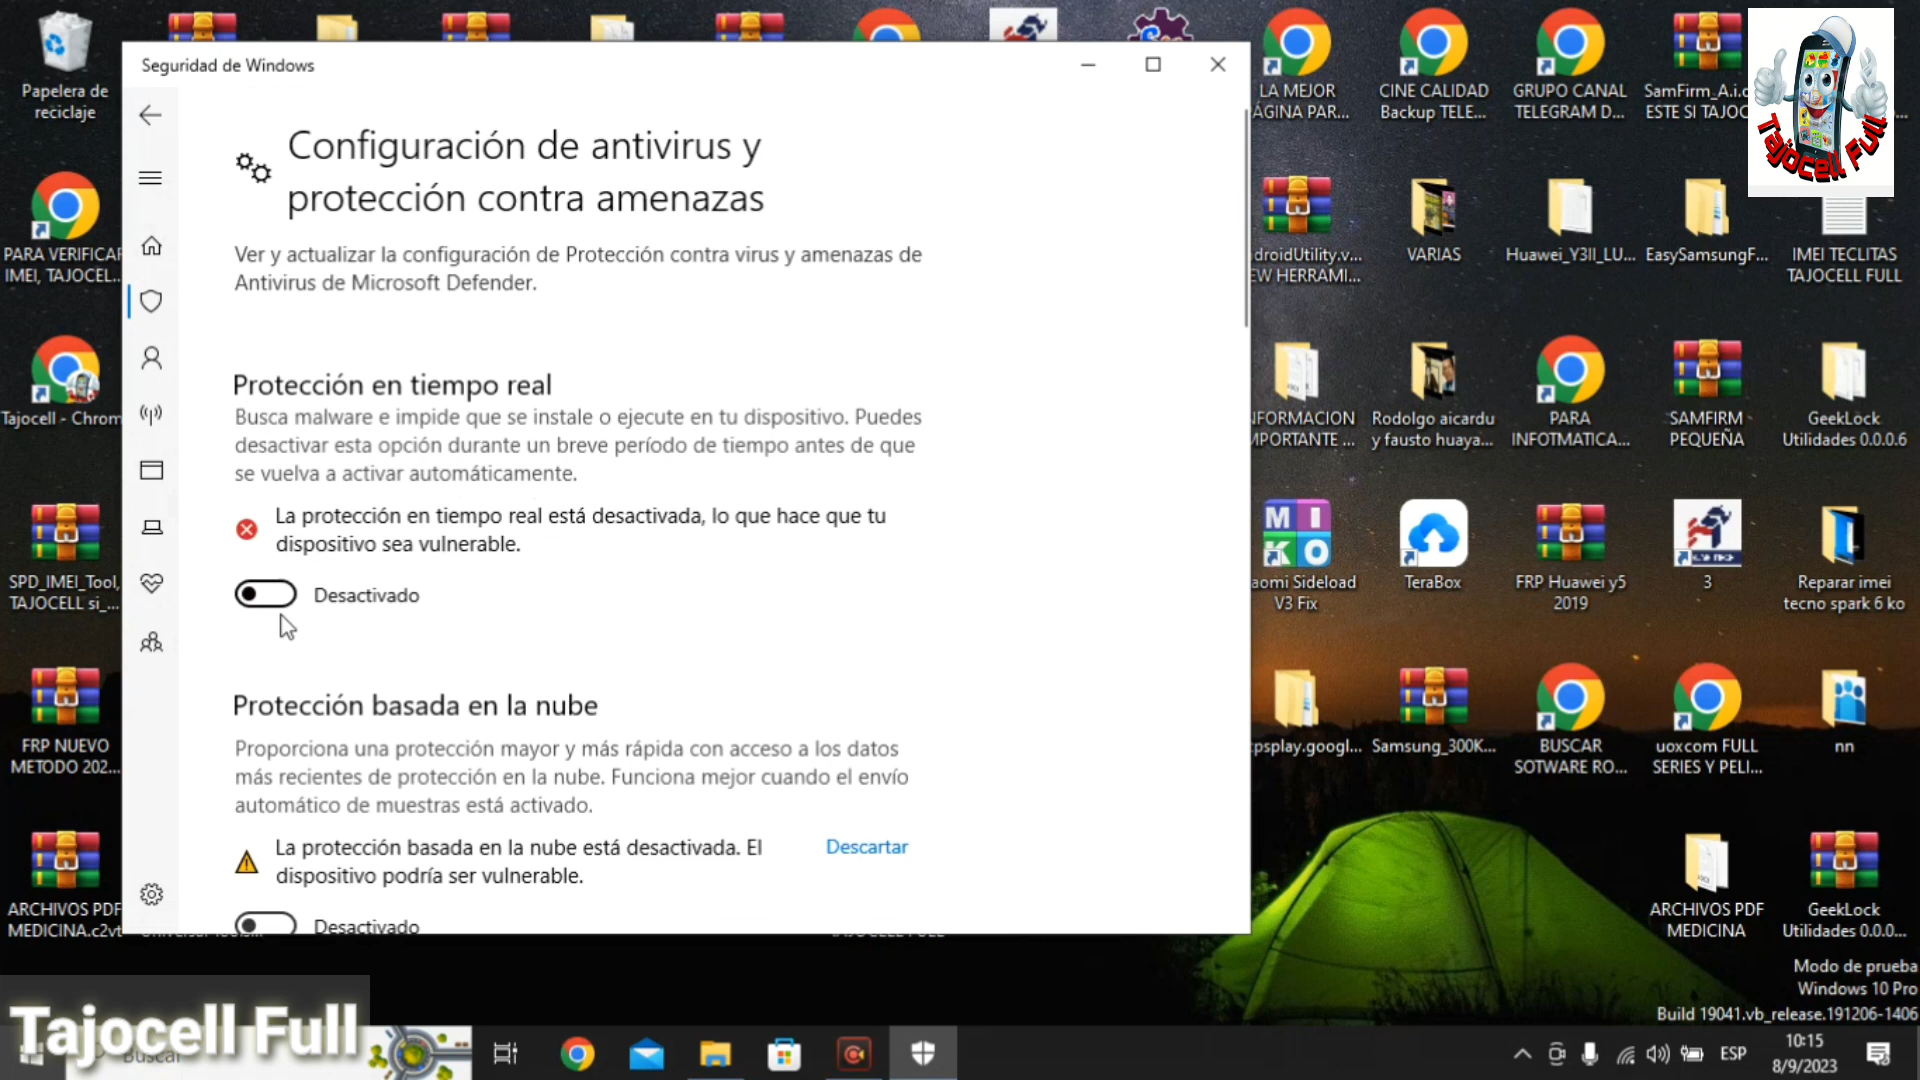 Seguridad de Windows
Configuración de antivirus y
protección contra amenazas
Ver y actualizar la configuración de Protección contra virus y amenazas de
Antivirus de Microsoft Defender.
Protección en tiempo real
Busca malware e impide que se instale o ejecute en tu dispositivo. Puedes
desactivar esta opción durante un breve período de tiempo antes de que
se vuelva a activar automáticamente.
La protección en tiempo real está desactivada, lo que hace que tu
dispositivo sea vulnerable.
Desactivado
Protección basada en la nube
Proporciona una protección mayor y más rápida con acceso a los datos
más recientes de protección en la nube. Funciona mejor cuando el envío
automático de muestras está activado.
La protección basada en la nube está desactivada. El
dispositivo podría ser vulnerable.
Descartar
Desactivado
Papelera de
reciclaje
PARA VERIFICAR
IMEI, TAJOCEL...
Tajocell - Chrom
SPD_IMEI_Tool,
TAJOCELL si_...
FRP NUEVO
METODO 202...
ARCHIVOS PDF
MEDICINA.c2vt
LA MEJOR
ÁGINA PAR...
CINE CALIDAD
Backup TELE...
GRUPO CANAL
TELEGRAM D...
SamFirm_A.i.
ESTE SI TAJOC
Tajocell Full
droidUtility.v...
EW HERRAMI...
VARIAS
Huawei_Y3II_LU...
EasySamsungF...
IMEI TECLITAS
TAJOCELL FULL
NFORMACION
MPORTANTE ...
Rodolgo aicardu
y fausto huaya...
PARA
INFOTMATICA...
SAMFIRM
PEQUEÑA
GeekLock
Utilidades 0.0.0.6
MI
KO
aomi Sideload
V3 Fix
TeraBox
FRP Huawei y5
2019
3
Reparar imei
tecno spark 6 ko
psplay.googl...
Samsung_300K...
BUSCAR
SOTWARE RO...
uoxcom FULL
SERIES Y PELI...
nn
ARCHIVOS PDF
MEDICINA
GeekLock
Utilidades 0.0.0...
Modo de prueba
Windows 10 Pro
Build 19041.vb_release.191206-1406
Tajocell Full
Buscar
ESP
10:15
8/9/2023